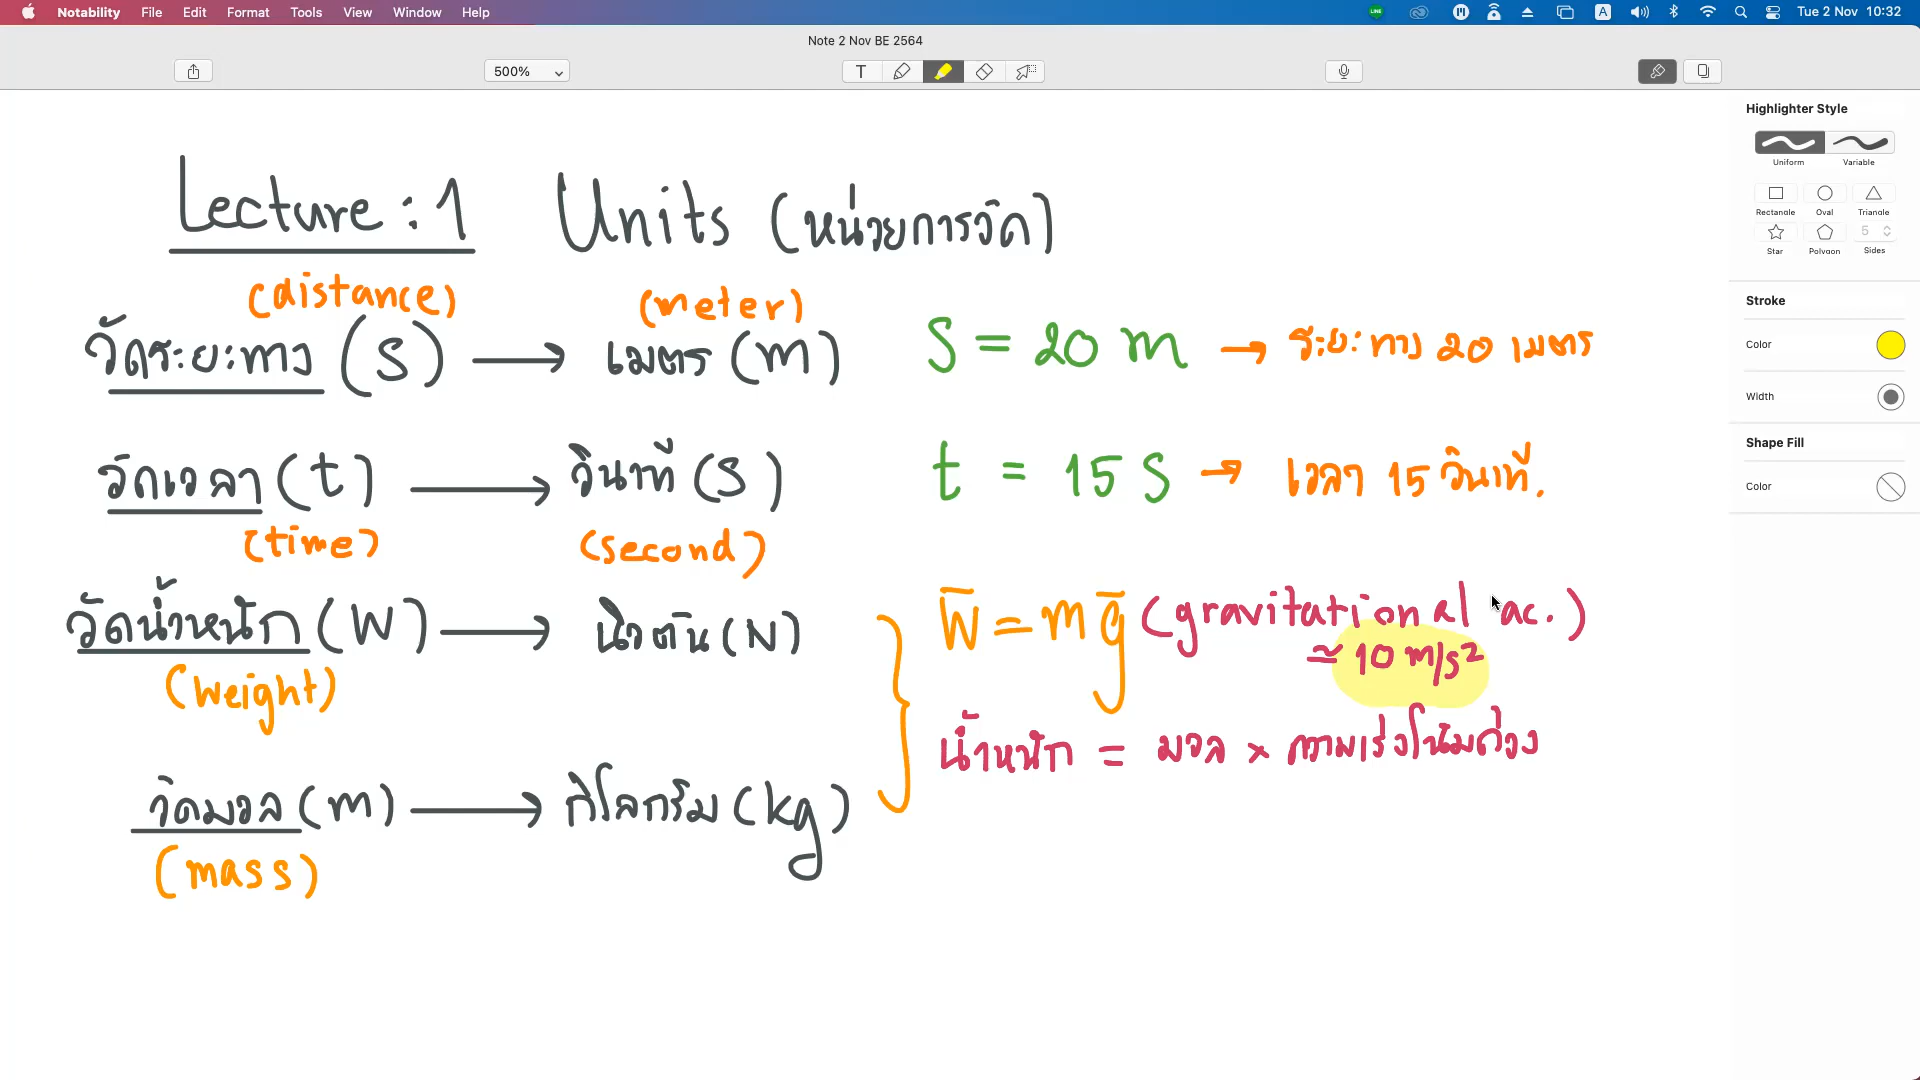 Notability File Edit Format Tools View Window Help
LINE A Tue 2 Nov 10:32
Note 2 Nov BE 2564
500% T
Lecture : 1 Units (หน่วยการวัด)
(distance) (meter)
วัดระยะทาง (S) → เมตร (m) S = 20 m → ระยะทาง 20 เมตร
วัดเวลา (t) → วินาที (S) t = 15 S → เวลา 15 วินาที.
(time) (second)
วัดน้ำหนัก (W) → นิวตัน (N) W̅ = m g̅ (gravitational ac.)
(weight) ≃ 10 m/s²
น้ำหนัก = มวล × ความเร่งโน้มถ่วง
วัดมวล (m) → กิโลกรัม (kg)
(mass)
Highlighter Style
Uniform Variable
Rectangle Oval Triangle
5
Star Polygon Sides
Stroke
Color
Width
Shape Fill
Color